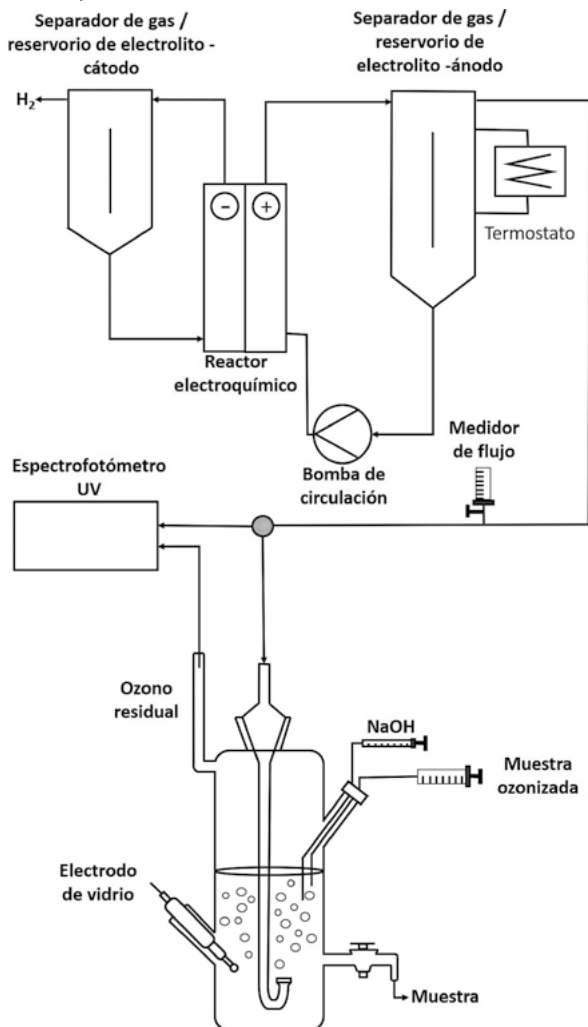 Separador de gas /
reservorio de electrolito -
cátodo
Separador de gas /
reservorio de
electrolito -ánodo
H₂
-
+
Termostato
Reactor
electroquímico
Bomba de
circulación
Medidor
de flujo
Espectrofotómetro
UV
Ozono
residual
NaOH
Muestra
ozonizada
Electrodo
de vidrio
Muestra